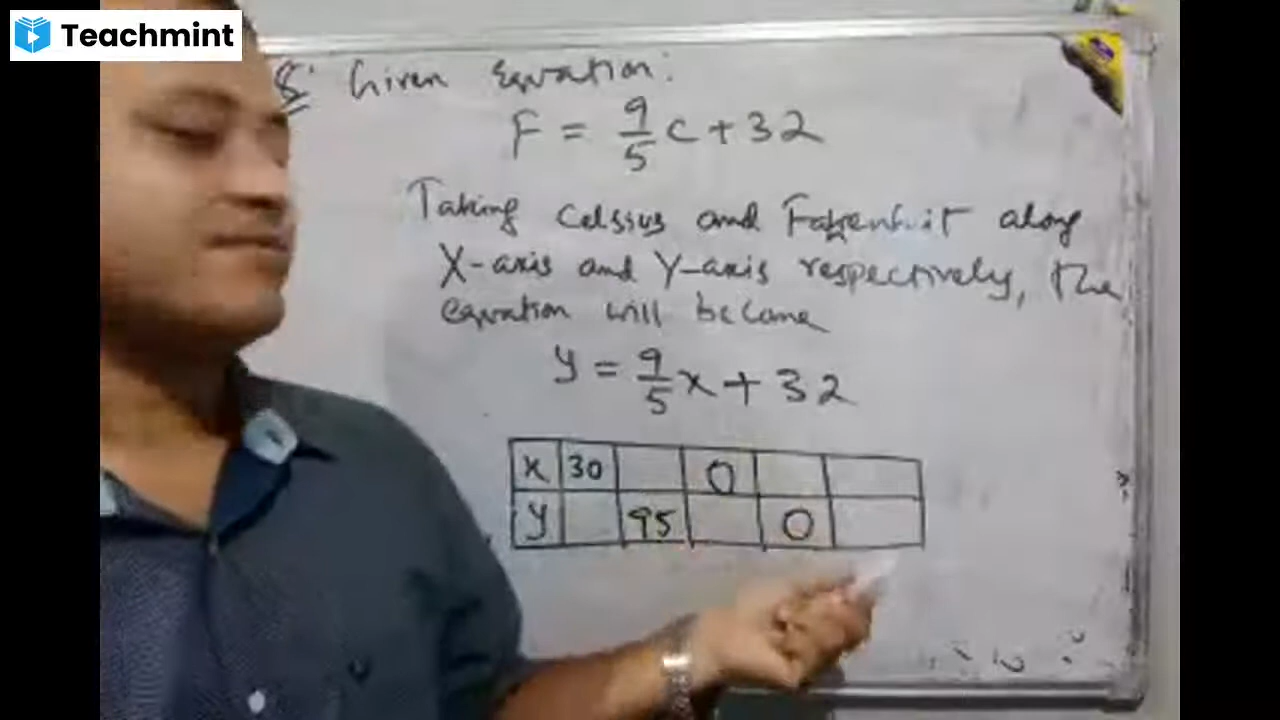 Teachmint
8. Given Equation:
F = 9/5 C + 32
Taking Celsius and Fahrenheit along
X-axis and Y-axis respectively, the
equation will become
y = 9/5 x + 32
x 30 0
y 95 0